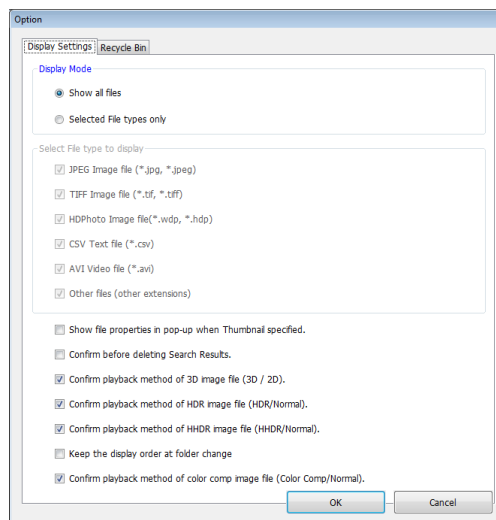 Option
Display Settings Recycle Bin
Display Mode
Show all files
Selected File types only
Select File type to display
JPEG Image file (*.jpg, *.jpeg)
TIFF Image file (*.tif, *.tiff)
HDPhoto Image file(*.wdp, *.hdp)
CSV Text file (*.csv)
AVI Video file (*.avi)
Other files (other extensions)
Show file properties in pop-up when Thumbnail specified.
Confirm before deleting Search Results.
Confirm playback method of 3D image file (3D / 2D).
Confirm playback method of HDR image file (HDR/Normal).
Confirm playback method of HHDR image file (HHDR/Normal).
Keep the display order at folder change
Confirm playback method of color comp image file (Color Comp/Normal).
OK Cancel